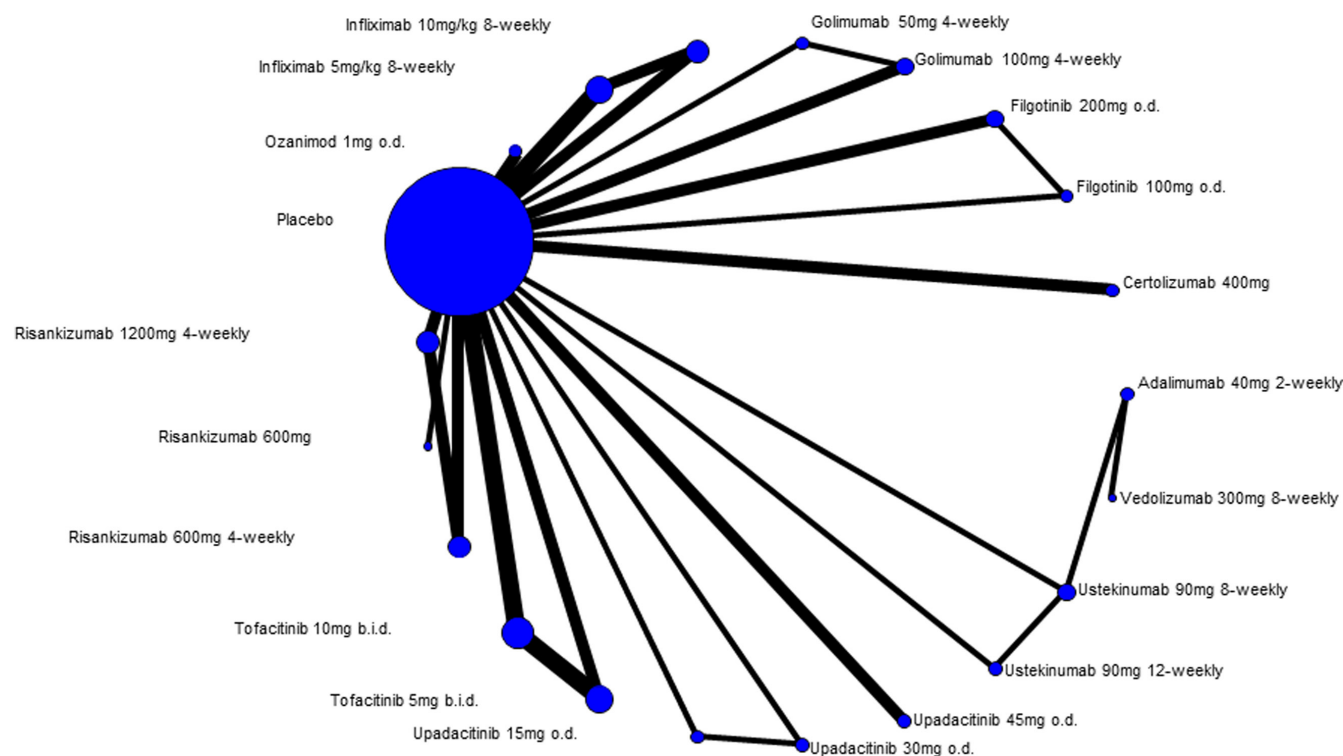 Infliximab 10mg/kg 8-weekly
Golimumab 50mg 4-weekly
Infliximab 5mg/kg 8-weekly
Golimumab 100mg 4-weekly
Filgotinib 200mg o.d.
Ozanimod 1mg o.d.
Filgotinib 100mg o.d.
Placebo
Certolizumab 400mg
Risankizumab 1200mg 4-weekly
Adalimumab 40mg 2-weekly
Risankizumab 600mg
Vedolizumab 300mg 8-weekly
Risankizumab 600mg 4-weekly
Ustekinumab 90mg 8-weekly
Tofacitinib 10mg b.i.d.
Ustekinumab 90mg 12-weekly
Tofacitinib 5mg b.i.d.
Upadacitinib 45mg o.d.
Upadacitinib 15mg o.d.
Upadacitinib 30mg o.d.